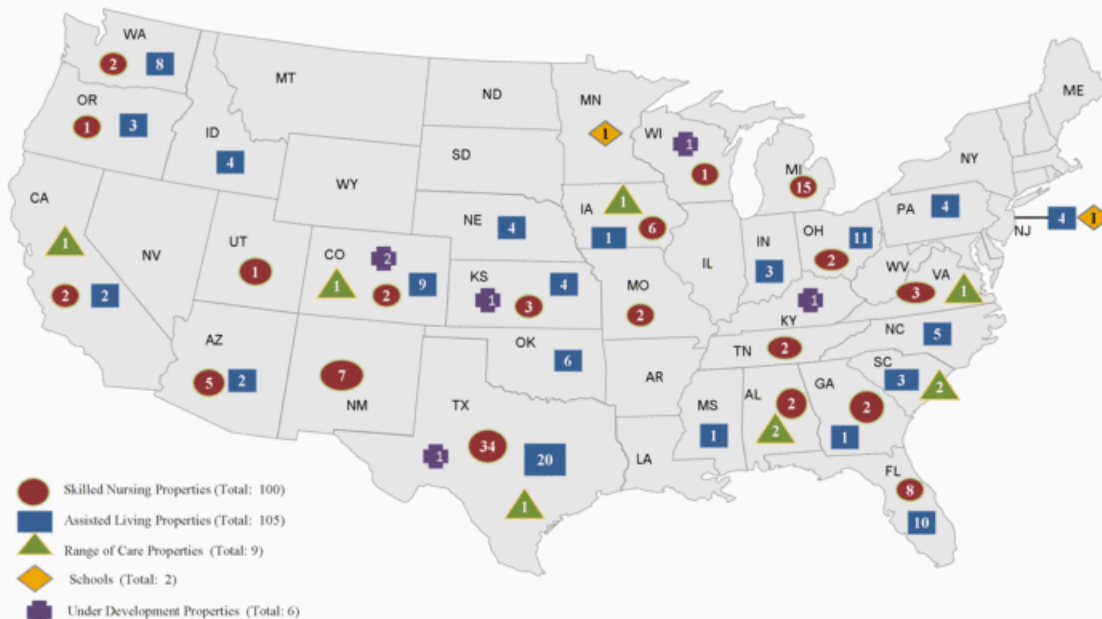 WA
2
8
MT
ND
MN
1
ME
OR
1
3
ID
4
SD
WI
1
1
MI
15
NY
WY
CA
1
2
2
NV
UT
1
CO
2
1
2
9
NE
4
IA
1
1
6
PA
4
4
1
NJ
OH
11
2
IN
3
IL
KS
1
3
4
MO
2
WV
VA
3
1
1
KY
AZ
5
2
7
NM
OK
6
AR
TN
2
NC
5
SC
3
2
TX
1
34
20
1
MS
1
AL
2
2
GA
2
1
LA
FL
8
10
Skilled Nursing Properties (Total: 100)
Assisted Living Properties (Total: 105)
Range of Care Properties (Total: 9)
Schools (Total: 2)
Under Development Properties (Total: 6)